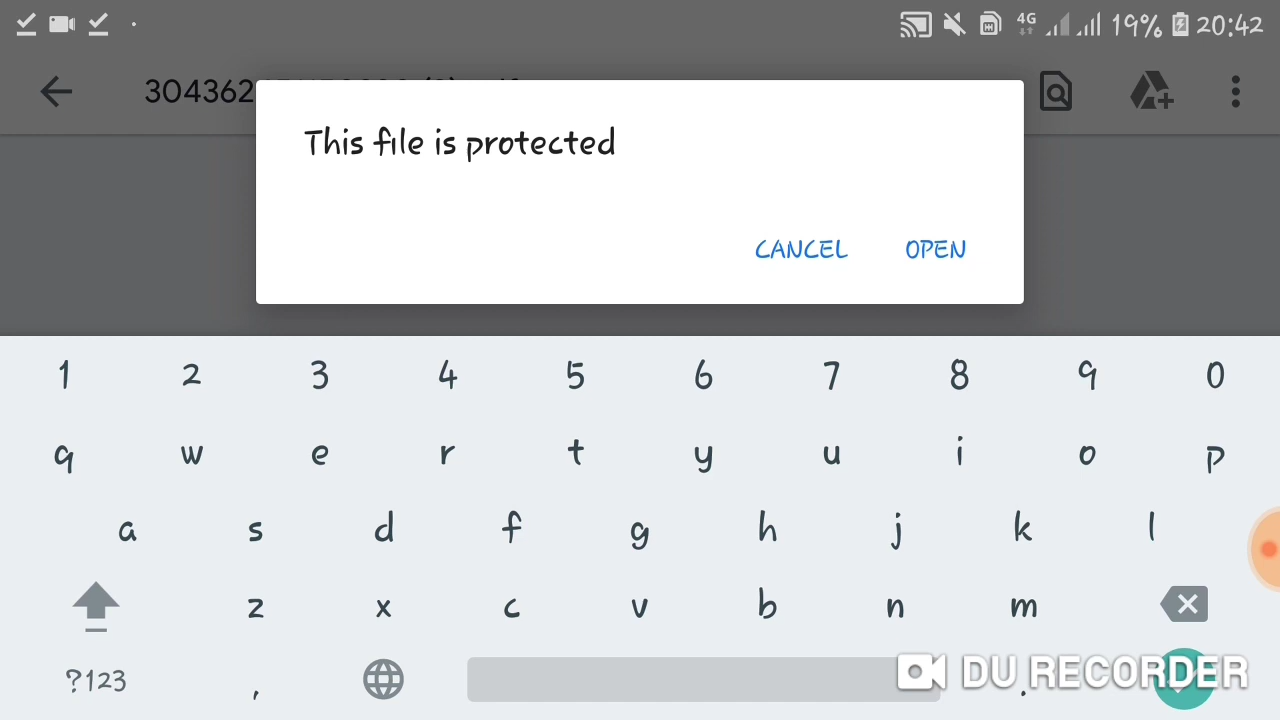 4G 19% 20:42
304362
This file is protected
CANCEL OPEN
1 2 3 4 5 6 7 8 9 0
q w e r t y u i o p
a s d f g h j k l
z x c v b n m
?123 , .
DU RECORDER